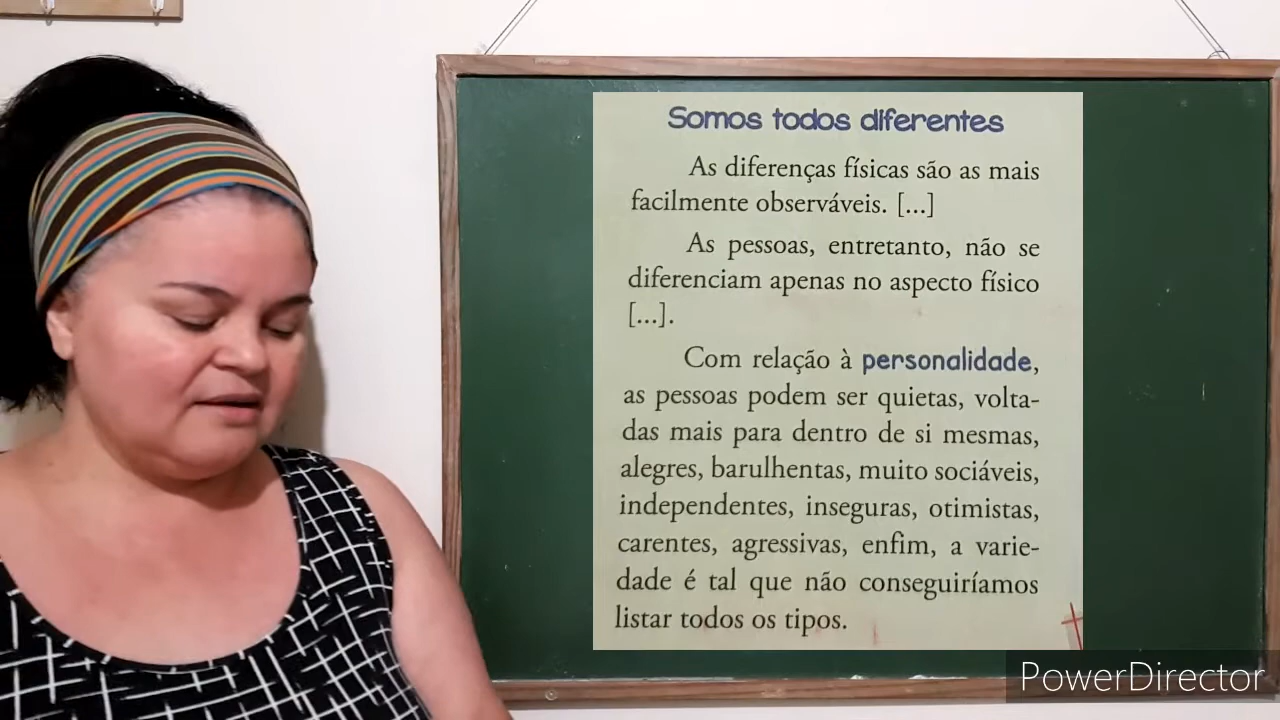 Somos todos diferentes
As diferenças físicas são as mais
facilmente observáveis. [...]
As pessoas, entretanto, não se
diferenciam apenas no aspecto físico
[...].
Com relação à personalidade,
as pessoas podem ser quietas, volta-
das mais para dentro de si mesmas,
alegres, barulhentas, muito sociáveis,
independentes, inseguras, otimistas,
carentes, agressivas, enfim, a varie-
dade é tal que não conseguiríamos
listar todos os tipos.
PowerDirector